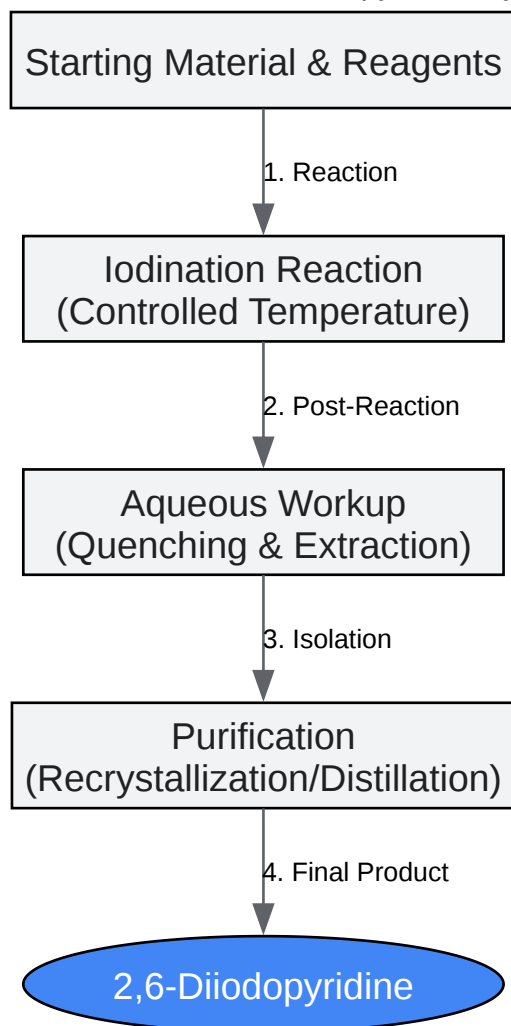 Starting Material & Reagents
1. Reaction
Iodination Reaction
(Controlled Temperature)
2. Post-Reaction
Aqueous Workup
(Quenching & Extraction)
3. Isolation
Purification
(Recrystallization/Distillation)
4. Final Product
2,6-Diiodopyridine